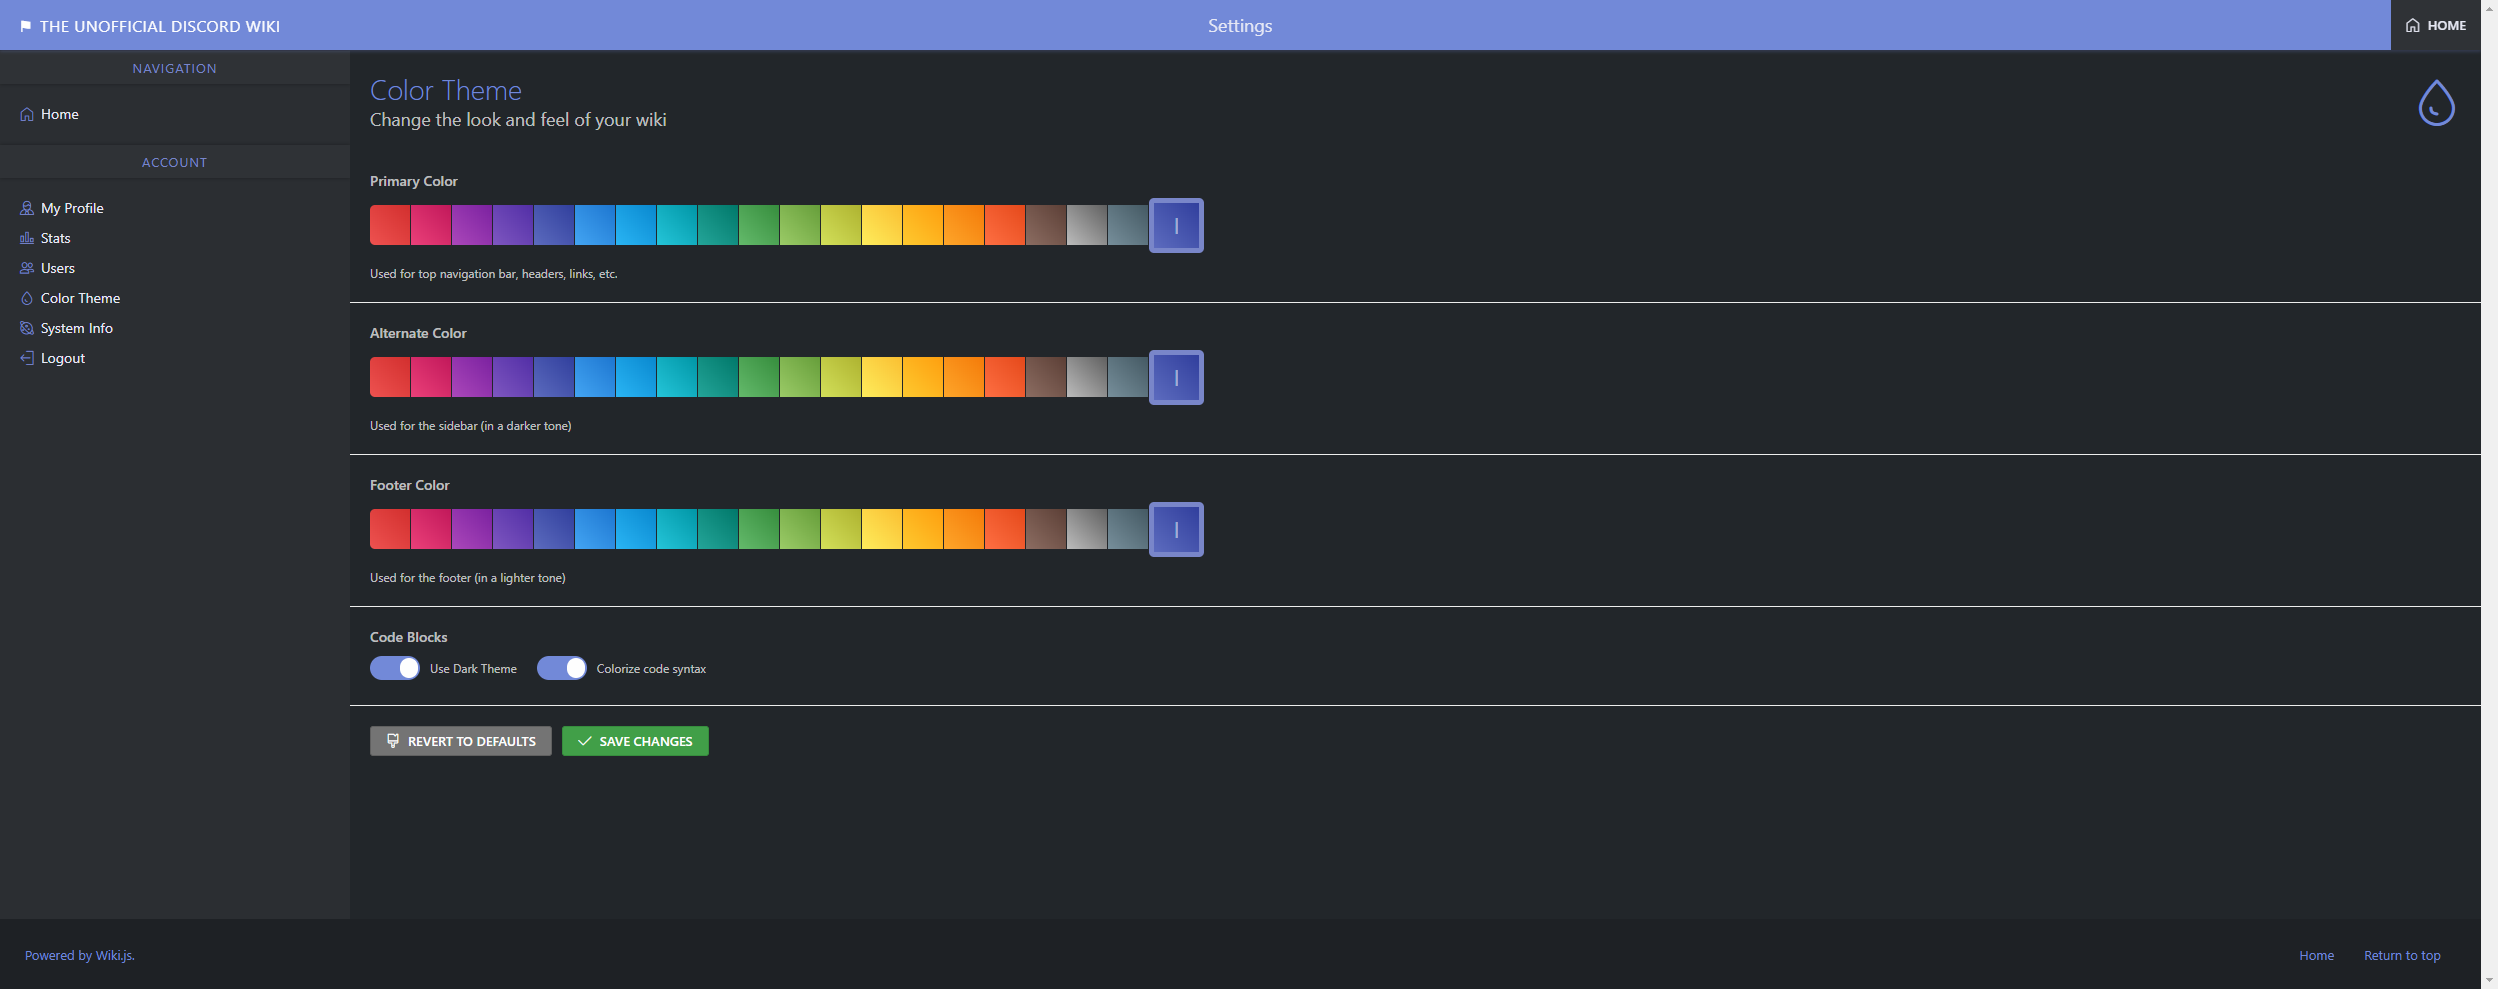 THE UNOFFICIAL DISCORD WIKI
Settings
HOME
NAVIGATION
Home
ACCOUNT
My Profile
Stats
Users
Color Theme
System Info
Logout
Color Theme
Change the look and feel of your wiki
Primary Color
Used for top navigation bar, headers, links, etc.
Alternate Color
Used for the sidebar (in a darker tone)
Footer Color
Used for the footer (in a lighter tone)
Code Blocks
Use Dark Theme Colorize code syntax
REVERT TO DEFAULTS SAVE CHANGES
Powered by Wiki.js.
Home Return to top